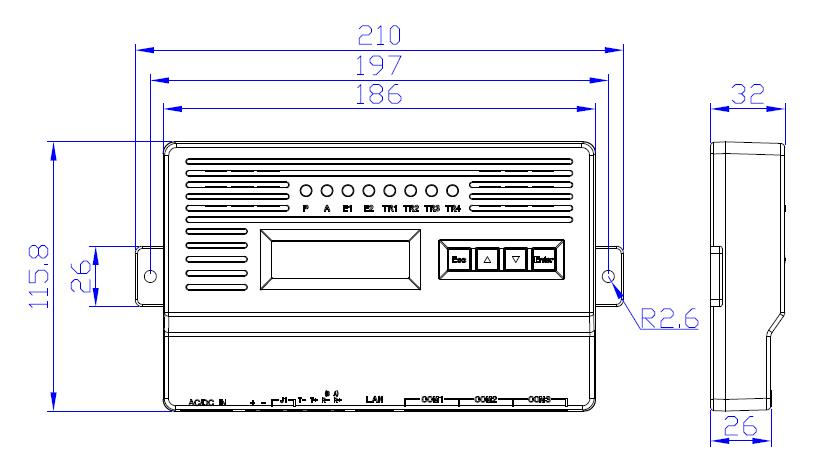 210
197
186
32
P A E1 E2 TR1 TR2 TR3 TR4
115.8
26
Esc Enter
R2.6
AC/DC IN + - J1 T- T+ R- R+ LAN COM1 COM2 COM3
26